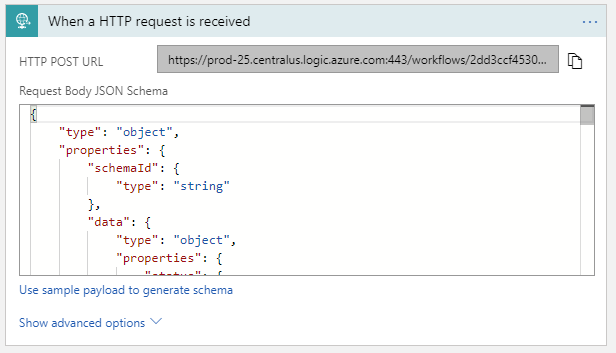 When a HTTP request is received
...
HTTP POST URL
https://prod-25.centralus.logic.azure.com:443/workflows/2dd3ccf4530...
Request Body JSON Schema
{
    "type": "object",
    "properties": {
        "schemaId": {
            "type": "string"
        },
        "data": {
            "type": "object",
            "properties": {
                "status": {
Use sample payload to generate schema
Show advanced options